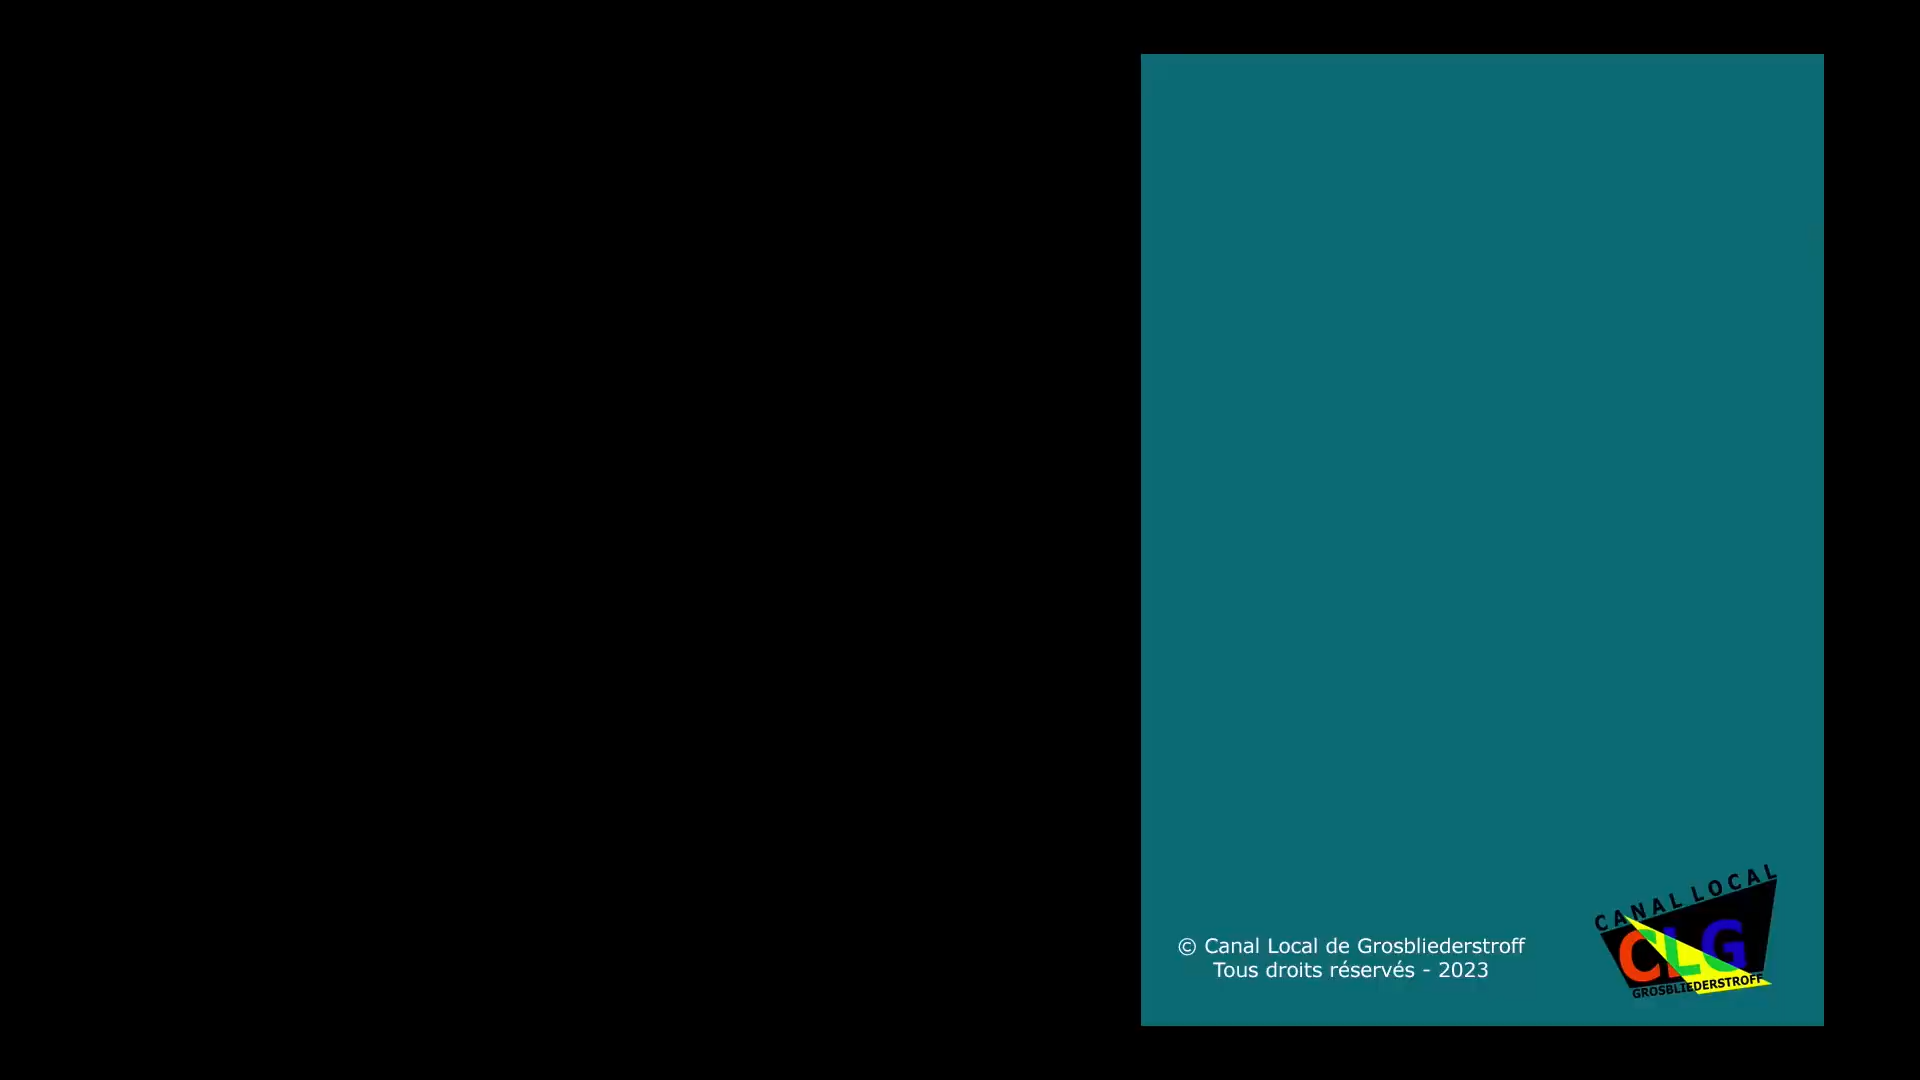 © Canal Local de Grosbliederstroff
Tous droits réservés - 2023
CANAL LOCAL
CLG
GROSBLIEDERSTROFF